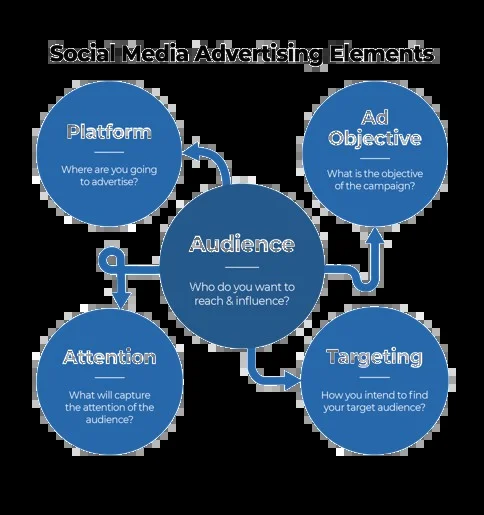 Social Media Advertising Elements
Platform
Where are you going
to advertise?
Ad
Objective
What is the objective
of the campaign?
Audience
Who do you want to
reach & influence?
Attention
What will capture
the attention of the
audience?
Targeting
How you intend to find
your target audience?